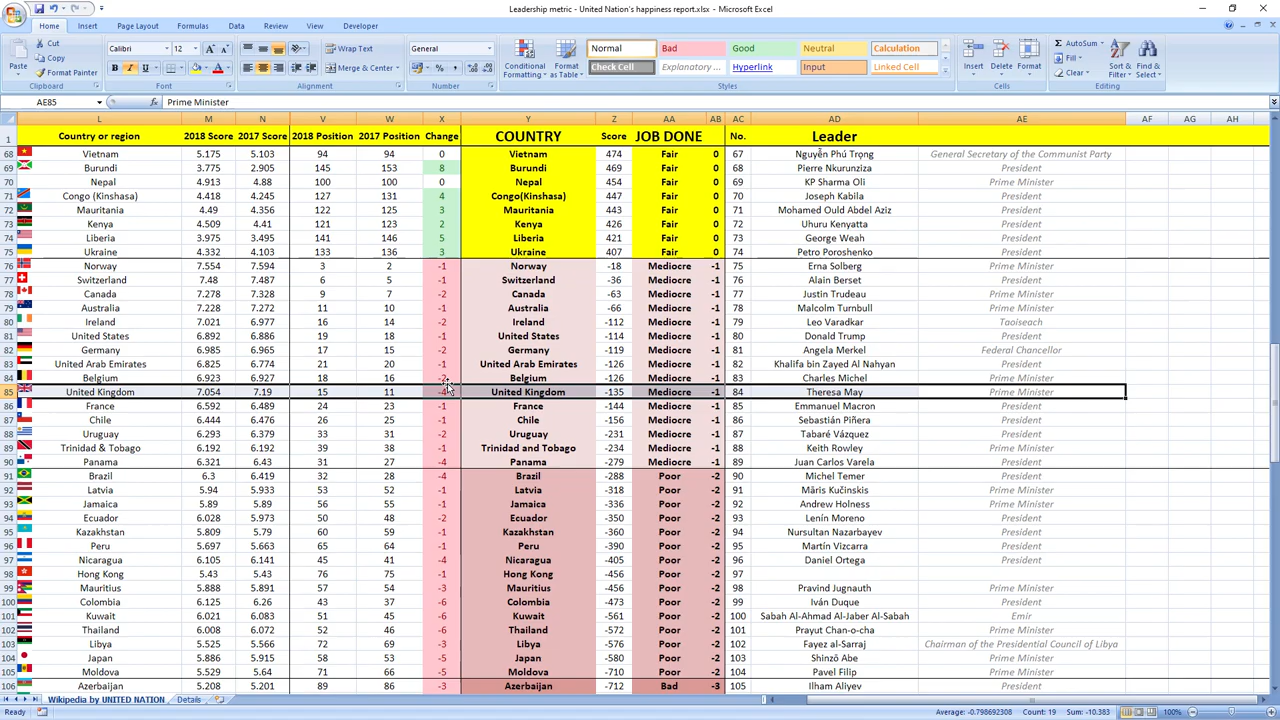 Leadership metric - United Nation's happiness report.xlsx - Microsoft Excel
Home Insert Page Layout Formulas Data Review View Developer
Cut Calibri 12 Wrap Text General Normal Bad Good Neutral Calculation AutoSum
Copy Fill
Paste Format Painter Merge & Center Conditional Formatting Format as Table Check Cell Explanatory ... Hyperlink Input Linked Cell Insert Delete Format Clear Sort & Filter Find & Select
Clipboard Font Alignment Number Styles Cells Editing
AE85 Prime Minister
L M N V W X Y Z AA AB AC AD AE AF AG AH
1 Country or region 2018 Score 2017 Score 2018 Position 2017 Position Change COUNTRY Score JOB DONE No. Leader
68 Vietnam 5.175 5.103 94 94 0 Vietnam 474 Fair 0 67 Nguyễn Phú Trọng General Secretary of the Communist Party
69 Burundi 3.775 2.905 145 153 8 Burundi 469 Fair 0 68 Pierre Nkurunziza President
70 Nepal 4.913 4.88 100 100 0 Nepal 454 Fair 0 69 KP Sharma Oli Prime Minister
71 Congo (Kinshasa) 4.418 4.245 127 131 4 Congo(Kinshasa) 447 Fair 0 70 Joseph Kabila President
72 Mauritania 4.49 4.356 122 125 3 Mauritania 443 Fair 0 71 Mohamed Ould Abdel Aziz President
73 Kenya 4.509 4.41 121 123 2 Kenya 426 Fair 0 72 Uhuru Kenyatta President
74 Liberia 3.975 3.495 141 146 5 Liberia 421 Fair 0 73 George Weah President
75 Ukraine 4.332 4.103 133 136 3 Ukraine 407 Fair 0 74 Petro Poroshenko President
76 Norway 7.554 7.594 3 2 -1 Norway -18 Mediocre -1 75 Erna Solberg Prime Minister
77 Switzerland 7.48 7.487 6 5 -1 Switzerland -36 Mediocre -1 76 Alain Berset President
78 Canada 7.278 7.328 9 7 -2 Canada -63 Mediocre -1 77 Justin Trudeau Prime Minister
79 Australia 7.228 7.272 11 10 -1 Australia -66 Mediocre -1 78 Malcolm Turnbull Prime Minister
80 Ireland 7.021 6.977 16 14 -2 Ireland -112 Mediocre -1 79 Leo Varadkar Taoiseach
81 United States 6.892 6.886 19 18 -1 United States -114 Mediocre -1 80 Donald Trump President
82 Germany 6.985 6.965 17 15 -2 Germany -119 Mediocre -1 81 Angela Merkel Federal Chancellor
83 United Arab Emirates 6.825 6.774 21 20 -1 United Arab Emirates -126 Mediocre -1 82 Khalifa bin Zayed Al Nahyan President
84 Belgium 6.923 6.927 18 16 -2 Belgium -126 Mediocre -1 83 Charles Michel Prime Minister
85 United Kingdom 7.054 7.19 15 11 -4 United Kingdom -135 Mediocre -1 84 Theresa May Prime Minister
86 France 6.592 6.489 24 23 -1 France -144 Mediocre -1 85 Emmanuel Macron President
87 Chile 6.444 6.476 26 25 -1 Chile -156 Mediocre -1 86 Sebastián Piñera President
88 Uruguay 6.293 6.372 33 31 -2 Uruguay -231 Mediocre -1 87 Tabaré Vázquez President
89 Trinidad & Tobago 6.192 6.192 39 38 -1 Trinidad and Tobago -234 Mediocre -1 88 Keith Rowley Prime Minister
90 Panama 6.321 6.43 31 27 -4 Panama -279 Mediocre -1 89 Juan Carlos Varela President
91 Brazil 6.3 6.419 32 28 -4 Brazil -288 Poor -2 90 Michel Temer President
92 Latvia 5.94 5.933 53 52 -1 Latvia -318 Poor -2 91 Māris Kučinskis Prime Minister
93 Jamaica 5.89 5.89 56 55 -1 Jamaica -336 Poor -2 92 Andrew Holness Prime Minister
94 Ecuador 6.028 5.973 50 48 -2 Ecuador -350 Poor -2 93 Lenín Moreno President
95 Kazakhstan 5.809 5.79 60 59 -1 Kazakhstan -360 Poor -2 94 Nursultan Nazarbayev President
96 Peru 5.697 5.663 65 64 -1 Peru -390 Poor -2 95 Martín Vizcarra President
97 Nicaragua 6.105 6.141 45 41 -4 Nicaragua -405 Poor -2 96 Daniel Ortega President
98 Hong Kong 5.43 5.43 76 75 -1 Hong Kong -456 Poor -2 97
99 Mauritius 5.888 5.891 57 54 -3 Mauritius -456 Poor -2 98 Pravind Jugnauth Prime Minister
100 Colombia 6.125 6.26 43 37 -6 Colombia -473 Poor -2 99 Iván Duque President
101 Kuwait 6.021 6.083 51 45 -6 Kuwait -561 Poor -2 100 Sabah Al-Ahmad Al-Jaber Al-Sabah Emir
102 Thailand 6.008 6.072 52 46 -6 Thailand -572 Poor -2 101 Prayut Chan-o-cha Prime Minister
103 Libya 5.525 5.566 72 69 -3 Libya -576 Poor -2 102 Fayez al-Sarraj Chairman of the Presidential Council of Libya
104 Japan 5.886 5.915 58 53 -5 Japan -580 Poor -2 103 Shinzō Abe Prime Minister
105 Moldova 5.529 5.64 71 66 -5 Moldova -710 Poor -2 104 Pavel Filip Prime Minister
106 Azerbaijan 5.208 5.201 89 86 -3 Azerbaijan -712 Bad -3 105 Ilham Aliyev President
Wikipedia by UNITED NATION Details
Ready Average: -0.798692308 Count: 19 Sum: -10.383 100%